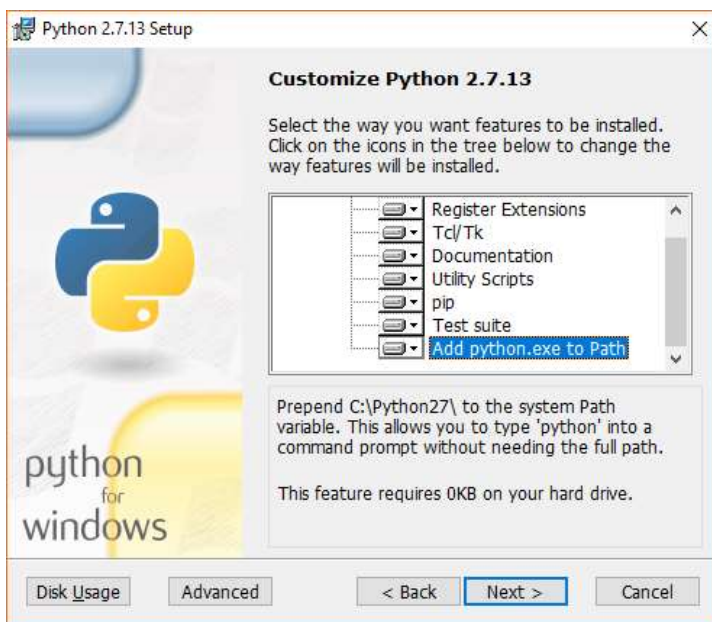 Python 2.7.13 Setup
Customize Python 2.7.13
Select the way you want features to be installed.
Click on the icons in the tree below to change the
way features will be installed.
Register Extensions
Tcl/Tk
Documentation
Utility Scripts
pip
Test suite
Add python.exe to Path
Prepend C:\Python27\ to the system Path
variable. This allows you to type 'python' into a
command prompt without needing the full path.
This feature requires 0KB on your hard drive.
python
for
windows
Disk Usage
Advanced
< Back
Next >
Cancel